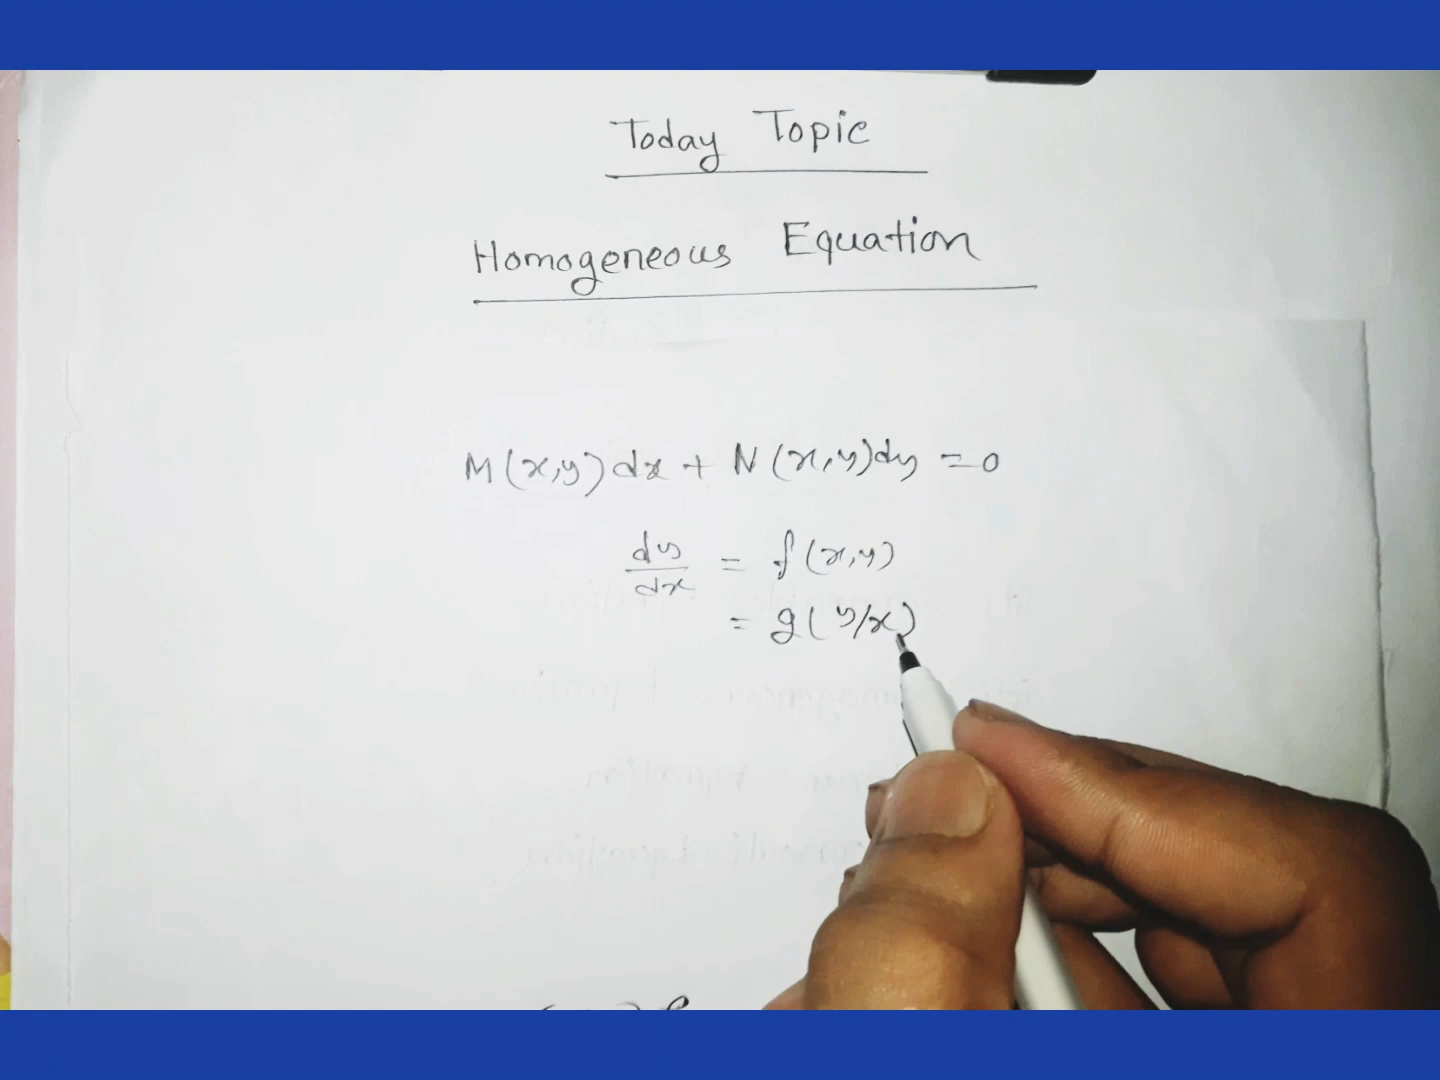 Today Topic
Homogeneous Equation
M(x,y)dx + N(x,y)dy = 0
dy/dx = f(x,y)
= g(y/x)